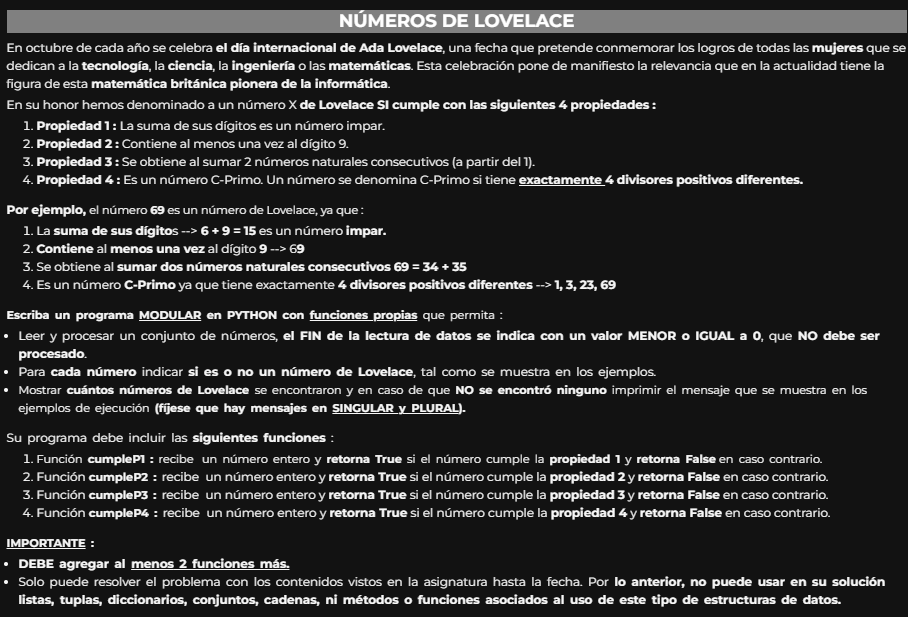 NÚMEROS DE LOVELACE
En octubre de cada año se celebra el día internacional de Ada Lovelace, una fecha que pretende conmemorar los logros de todas las mujeres que se
dedican a la tecnología, la ciencia, la ingeniería o las matemáticas. Esta celebración pone de manifiesto la relevancia que en la actualidad tiene la
figura de esta matemática británica pionera de la informática.
En su honor hemos denominado a un número X de Lovelace SI cumple con las siguientes 4 propiedades :
1. Propiedad 1 : La suma de sus dígitos es un número impar.
2. Propiedad 2 : Contiene al menos una vez al dígito 9.
3. Propiedad 3 : Se obtiene al sumar 2 números naturales consecutivos (a partir del 1).
4. Propiedad 4 : Es un número C-Primo. Un número se denomina C-Primo si tiene exactamente 4 divisores positivos diferentes.
Por ejemplo, el número 69 es un número de Lovelace, ya que :
1. La suma de sus dígitos --> 6 + 9 = 15 es un número impar.
2. Contiene al menos una vez al dígito 9 --> 69
3. Se obtiene al sumar dos números naturales consecutivos 69 = 34 + 35
4. Es un número C-Primo ya que tiene exactamente 4 divisores positivos diferentes --> 1, 3, 23, 69
Escriba un programa MODULAR en PYTHON con funciones propias que permita :
• Leer y procesar un conjunto de números, el FIN de la lectura de datos se indica con un valor MENOR o IGUAL a 0, que NO debe ser
procesado.
• Para cada número indicar si es o no un número de Lovelace, tal como se muestra en los ejemplos.
• Mostrar cuántos números de Lovelace se encontraron y en caso de que NO se encontró ninguno imprimir el mensaje que se muestra en los
ejemplos de ejecución (fíjese que hay mensajes en SINGULAR y PLURAL).
Su programa debe incluir las siguientes funciones :
1. Función cumpleP1 : recibe un número entero y retorna True si el número cumple la propiedad 1 y retorna False en caso contrario.
2. Función cumpleP2 : recibe un número entero y retorna True si el número cumple la propiedad 2 y retorna False en caso contrario.
3. Función cumpleP3 : recibe un número entero y retorna True si el número cumple la propiedad 3 y retorna False en caso contrario.
4. Función cumpleP4 : recibe un número entero y retorna True si el número cumple la propiedad 4 y retorna False en caso contrario.
IMPORTANTE :
• DEBE agregar al menos 2 funciones más.
• Solo puede resolver el problema con los contenidos vistos en la asignatura hasta la fecha. Por lo anterior, no puede usar en su solución
listas, tuplas, diccionarios, conjuntos, cadenas, ni métodos o funciones asociados al uso de este tipo de estructuras de datos.